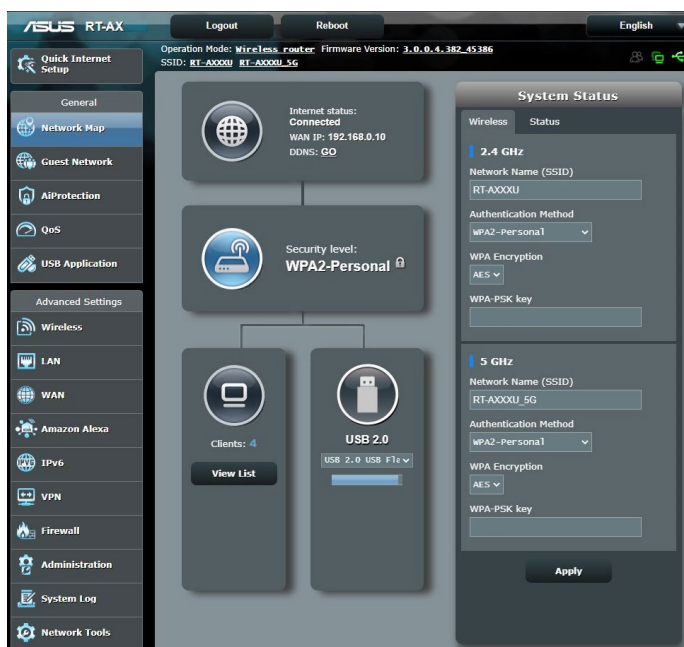 ASUS RT-AX
Logout
Reboot
English
Quick Internet Setup
Operation Mode: Wireless router Firmware Version: 3.0.0.4.382_45386
SSID: RT-AXXXU RT-AXXXU_5G
General
Network Map
Guest Network
AiProtection
QoS
USB Application
Advanced Settings
Wireless
LAN
WAN
Amazon Alexa
IPv6
VPN
Firewall
Administration
System Log
Network Tools
Internet status:
Connected
WAN IP: 192.168.0.10
DDNS: GO
Security level:
WPA2-Personal
Clients: 4
View List
USB 2.0
USB 2.0 USB Fla
System Status
Wireless Status
2.4 GHz
Network Name (SSID)
RT-AXXXU
Authentication Method
WPA2-Personal
WPA Encryption
AES
WPA-PSK key
5 GHz
Network Name (SSID)
RT-AXXXU_5G
Authentication Method
WPA2-Personal
WPA Encryption
AES
WPA-PSK key
Apply